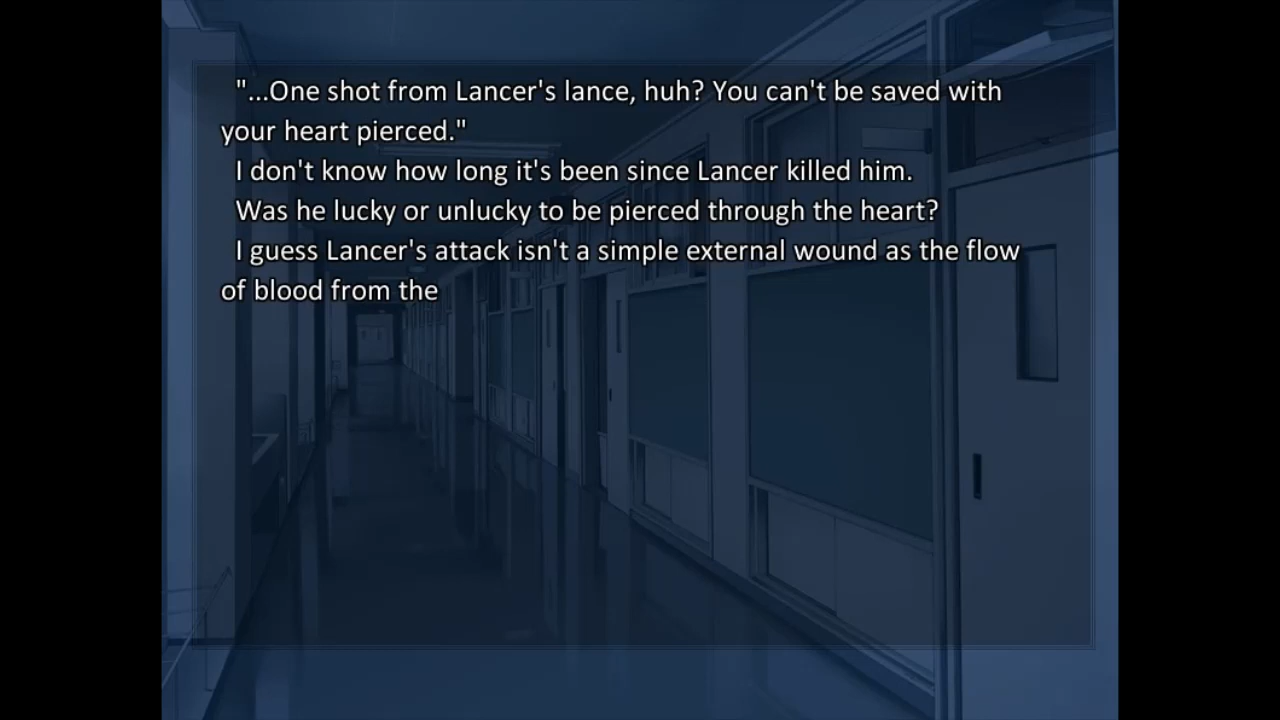 "...One shot from Lancer's lance, huh? You can't be saved with
your heart pierced."
I don't know how long it's been since Lancer killed him.
Was he lucky or unlucky to be pierced through the heart?
I guess Lancer's attack isn't a simple external wound as the flow
of blood from the